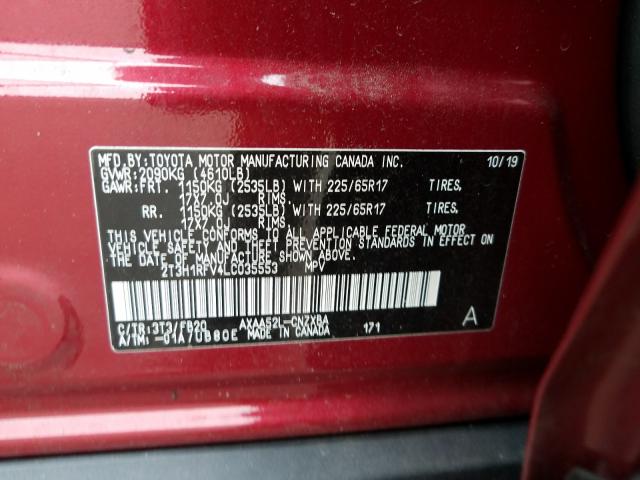 MFD.BY:TOYOTA MOTOR MANUFACTURING CANADA INC. 10/19
GVWR:2090KG (4610LB)
GAWR:FRT. 1150KG (2535LB) WITH 225/65R17 TIRES.
17X7.0J RIMS.
RR. 1150KG (2535LB) WITH 225/65R17 TIRES.
17X7.0J RIMS.
THIS VEHICLE CONFORMS TO ALL APPLICABLE FEDERAL MOTOR
VEHICLE SAFETY AND THEFT PREVENTION STANDARDS IN EFFECT ON
THE DATE OF MANUFACTURE SHOWN ABOVE.
2T3H1RFV4LC035553 MPV
C/TR:3T3/FB20 AXAA52L-CNZYBA
A/TM: -01A/UB80E MADE IN CANADA 171 A